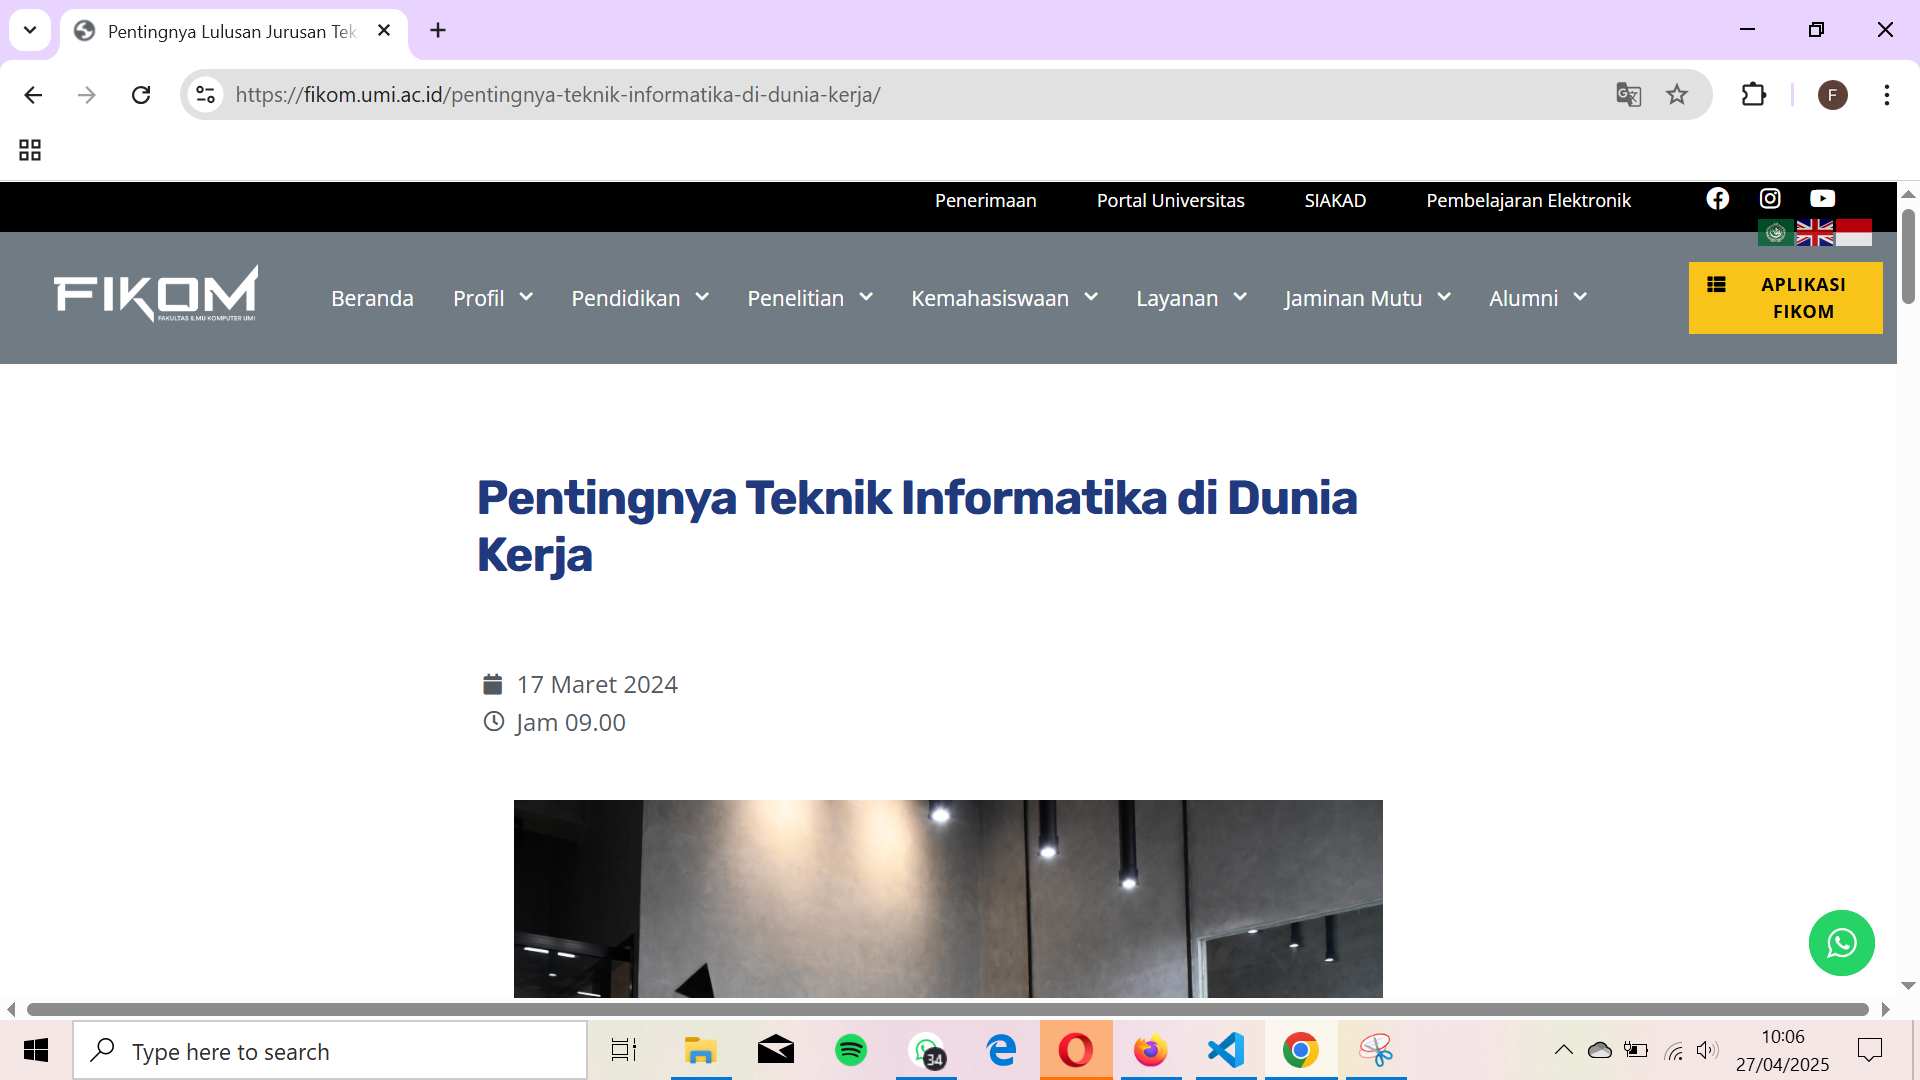 Pentingnya Lulusan Jurusan Tek
https://fikom.umi.ac.id/pentingnya-teknik-informatika-di-dunia-kerja/
F
Penerimaan Portal Universitas SIAKAD Pembelajaran Elektronik
FIKOM
FAKULTAS ILMU KOMPUTER UMI
Beranda Profil Pendidikan Penelitian Kemahasiswaan Layanan Jaminan Mutu Alumni
APLIKASI
FIKOM
Pentingnya Teknik Informatika di Dunia
Kerja
17 Maret 2024
Jam 09.00
Type here to search
34
10:06
27/04/2025